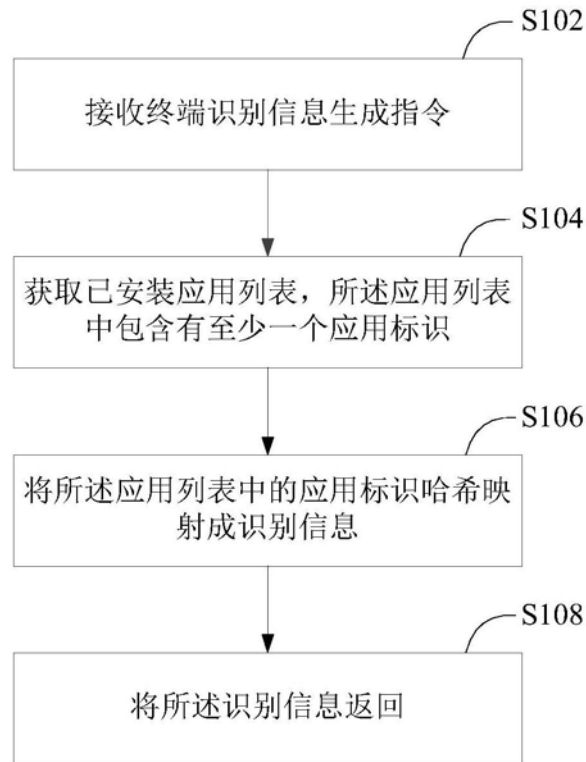 S102
接收终端识别信息生成指令
S104
获取已安装应用列表，所述应用列表
中包含有至少一个应用标识
S106
将所述应用列表中的应用标识哈希映
射成识别信息
S108
将所述识别信息返回